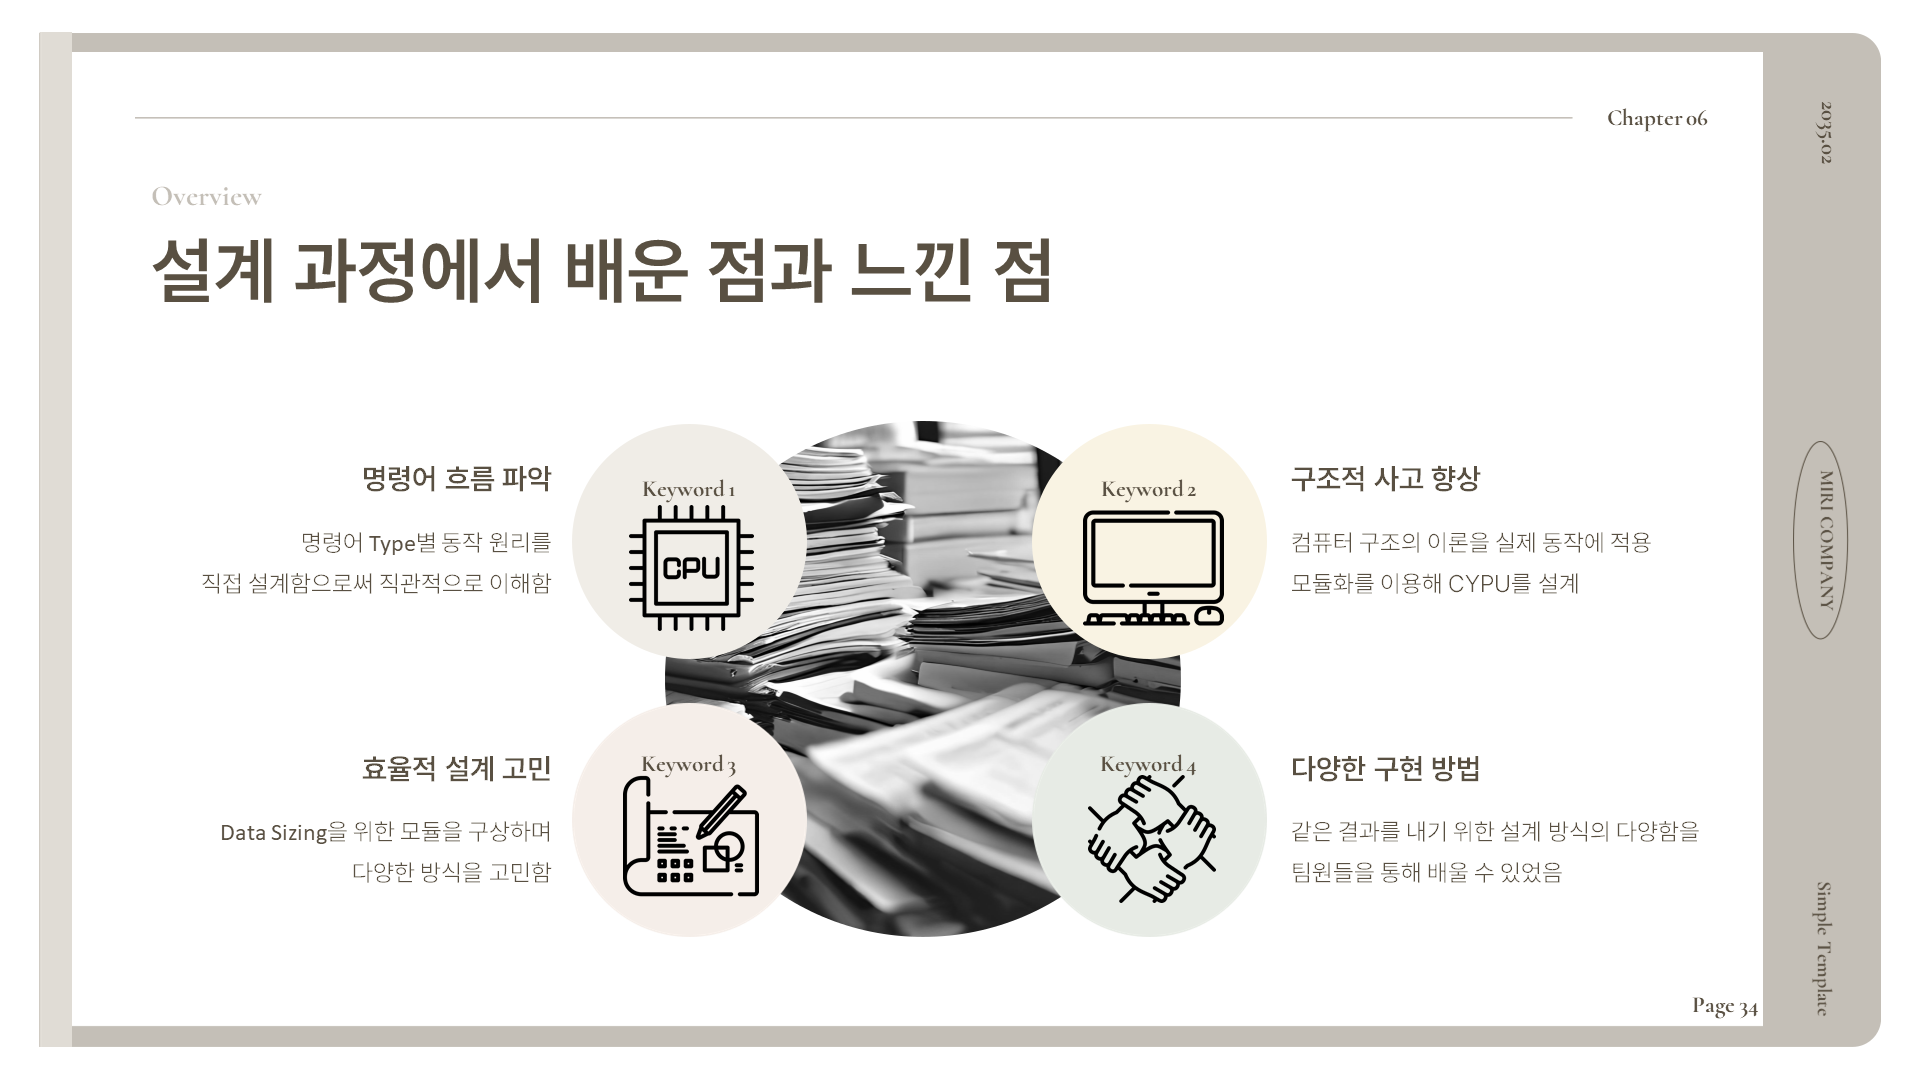 Chapter 06
Overview
설계 과정에서 배운 점과 느낀 점
명령어 흐름 파악
명령어 Type별 동작 원리를
직접 설계함으로써 직관적으로 이해함
Keyword 1
CPU
Keyword 2
구조적 사고 향상
컴퓨터 구조의 이론을 실제 동작에 적용
모듈화를 이용해 CYPU를 설계
효율적 설계 고민
Data Sizing을 위한 모듈을 구상하며
다양한 방식을 고민함
Keyword 3
Keyword 4
다양한 구현 방법
같은 결과를 내기 위한 설계 방식의 다양함을
팀원들을 통해 배울 수 있었음
Page 34
2035.02
MIRI COMPANY
Simple Template